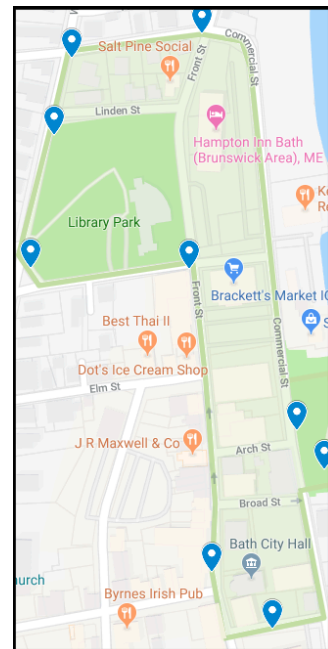 Salt Pine Social
Front St
Commercial St
Linden St
Hampton Inn Bath
(Brunswick Area), ME
Library Park
Brackett's Market IG
Front St
Best Thai II
Commercial St
Dot's Ice Cream Shop
Elm St
J R Maxwell & Co
Arch St
Broad St
Bath City Hall
urch
Byrnes Irish Pub